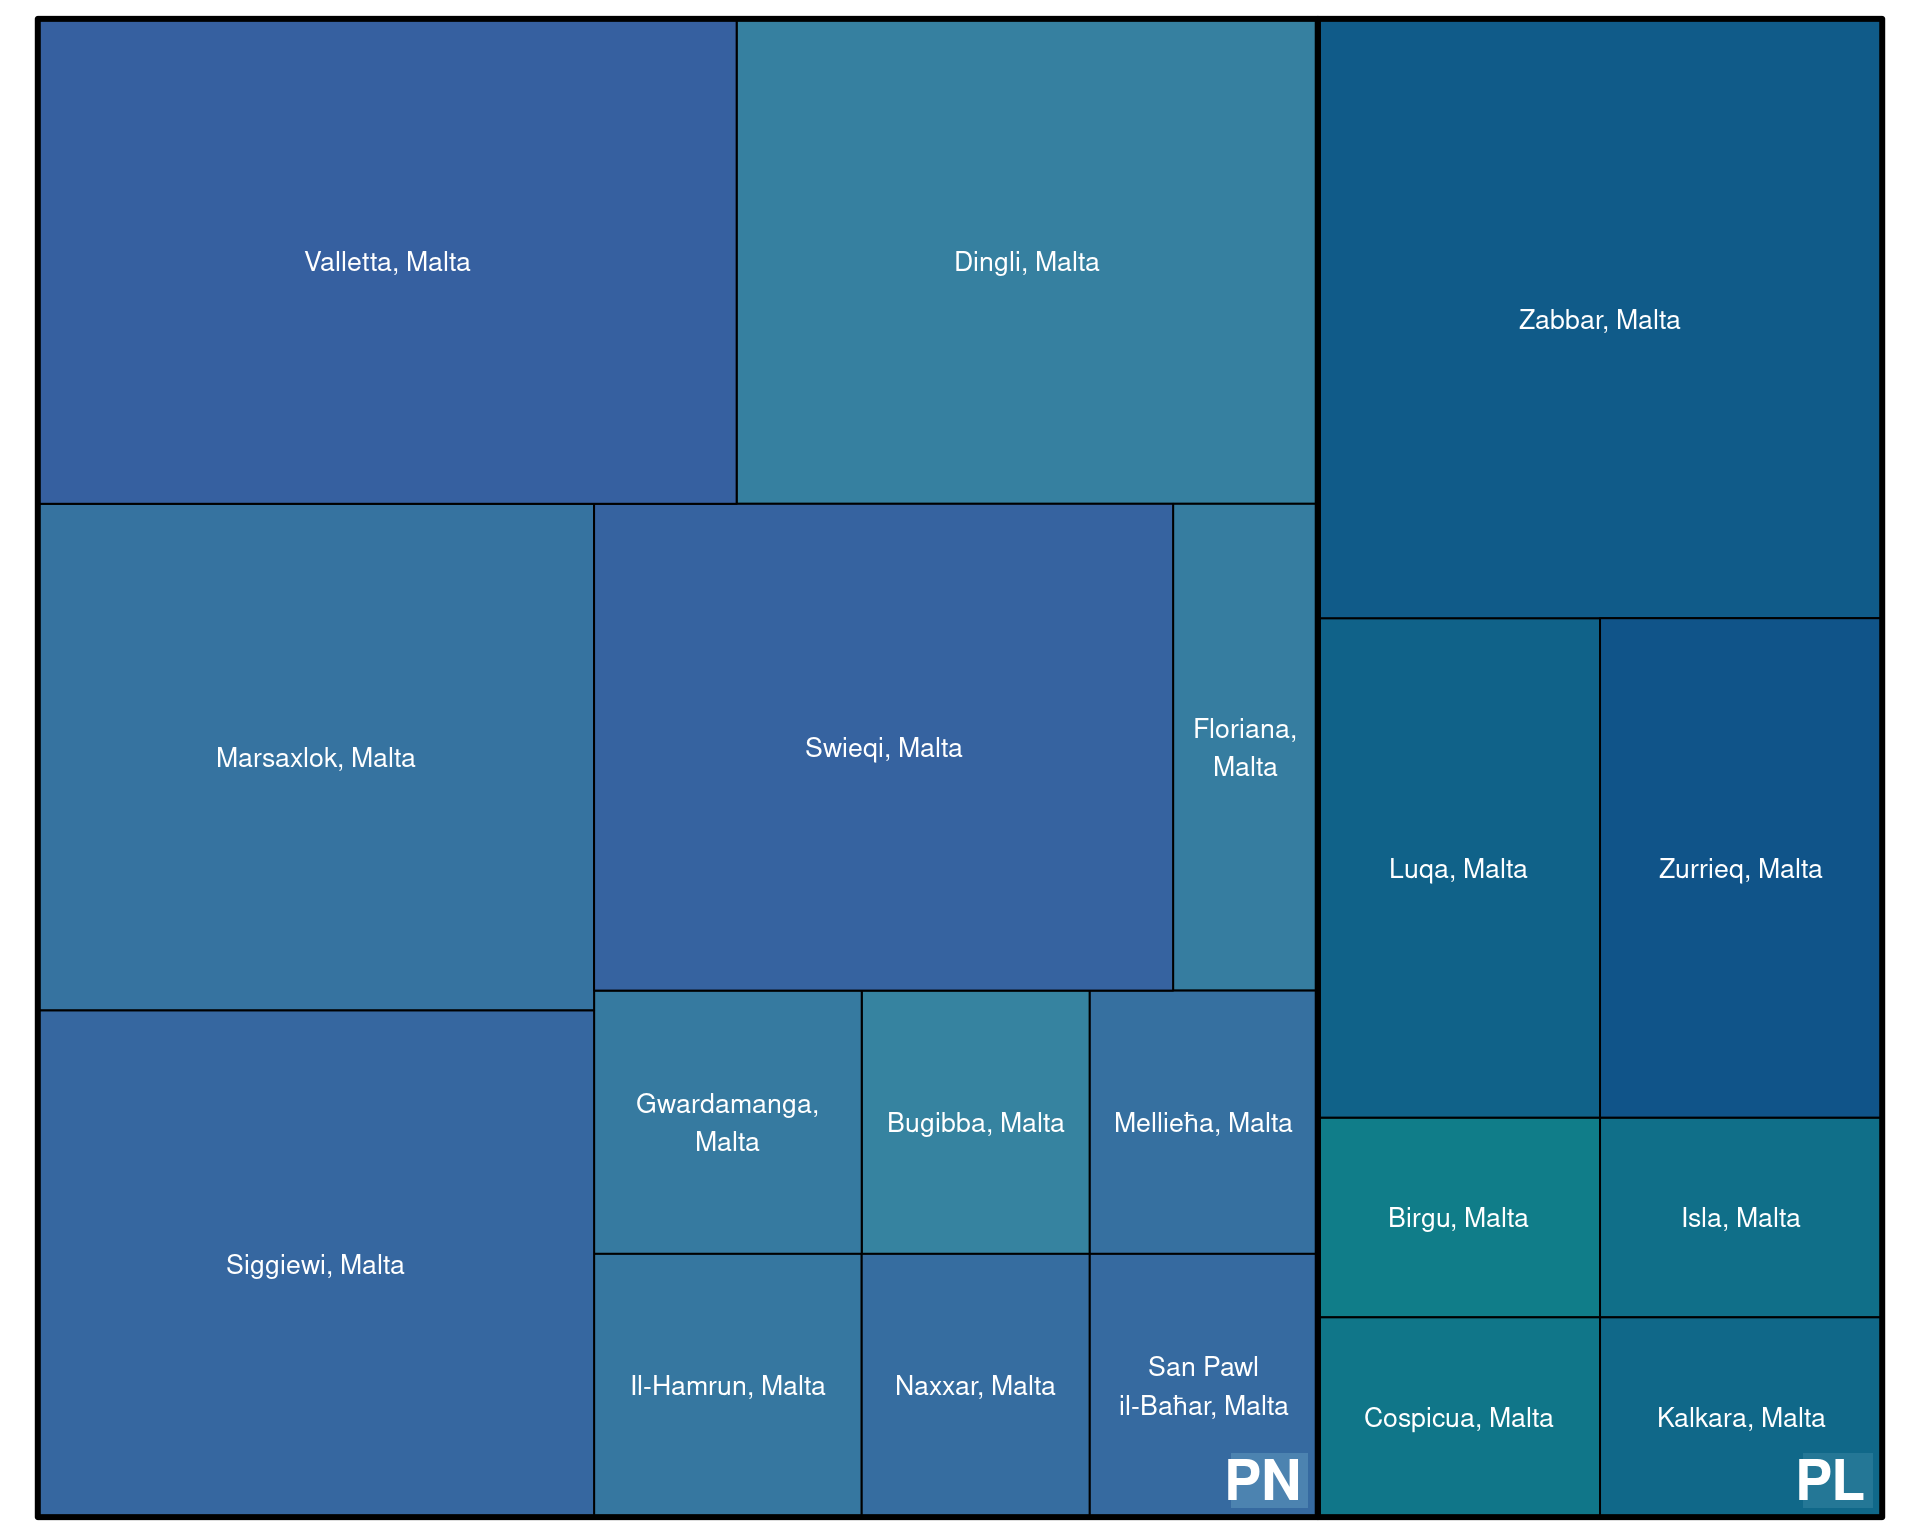 Valletta, Malta
Dingli, Malta
Zabbar, Malta
Marsaxlok, Malta
Swieqi, Malta
Floriana,
Malta
Luqa, Malta
Zurrieq, Malta
Siggiewi, Malta
Gwardamanga,
Malta
Bugibba, Malta
Mellieħa, Malta
Birgu, Malta
Isla, Malta
Il-Hamrun, Malta
Naxxar, Malta
San Pawl
il-Baħar, Malta
Cospicua, Malta
Kalkara, Malta
PN
PL